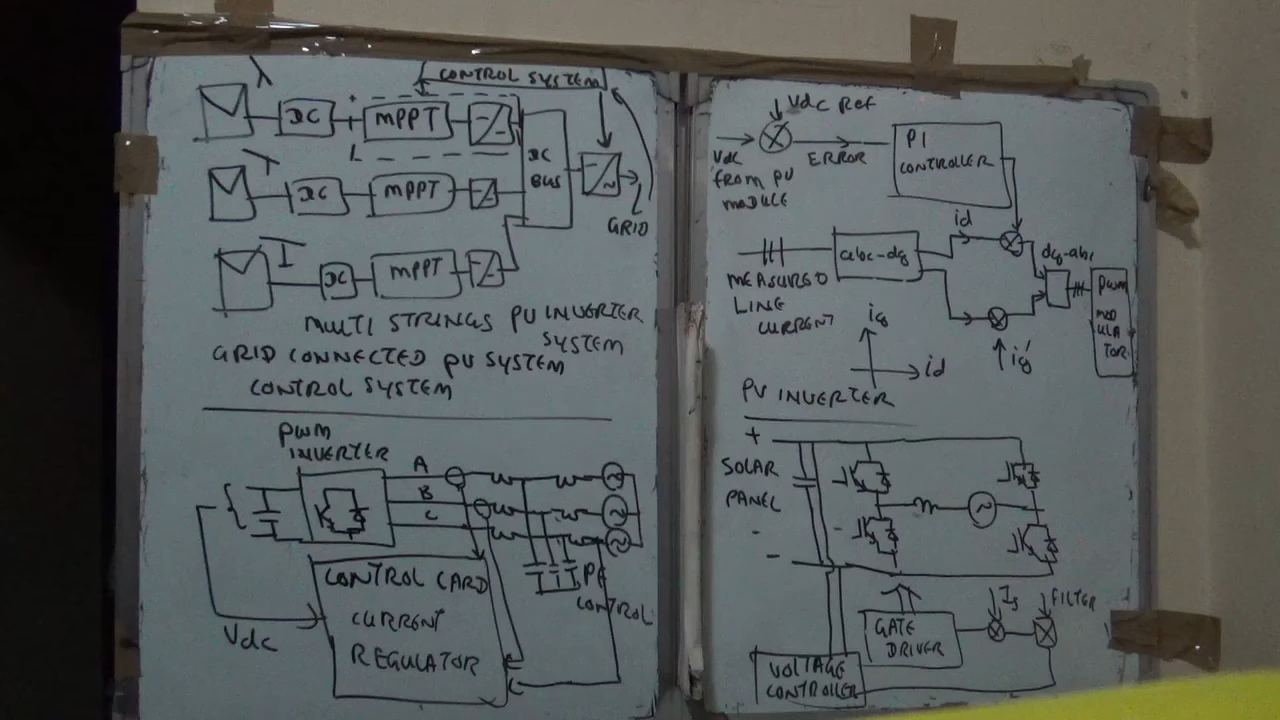 CONTROL SYSTEM
DC
MPPT
DC
BUS
DC
MPPT
GRID
DC
MPPT
MULTI STRINGS PV INVERTER
SYSTEM
GRID CONNECTED PV SYSTEM
CONTROL SYSTEM
PWM
INVERTER
A
B
C
CONTROL CARD
CURRENT
REGULATOR
Vdc
CONTROL
Vdc Ref
Vdc
FROM PV
MODULE
ERROR
PI
CONTROLLER
id
abc-dq
dq-abc
MEASURED
LINE
CURRENT
iq
id
iq'
PWM
MOD
ULA
TOR
PV INVERTER
+
SOLAR
PANEL
-
-
GATE
DRIVER
FILTER
VOLTAGE
CONTROLLER